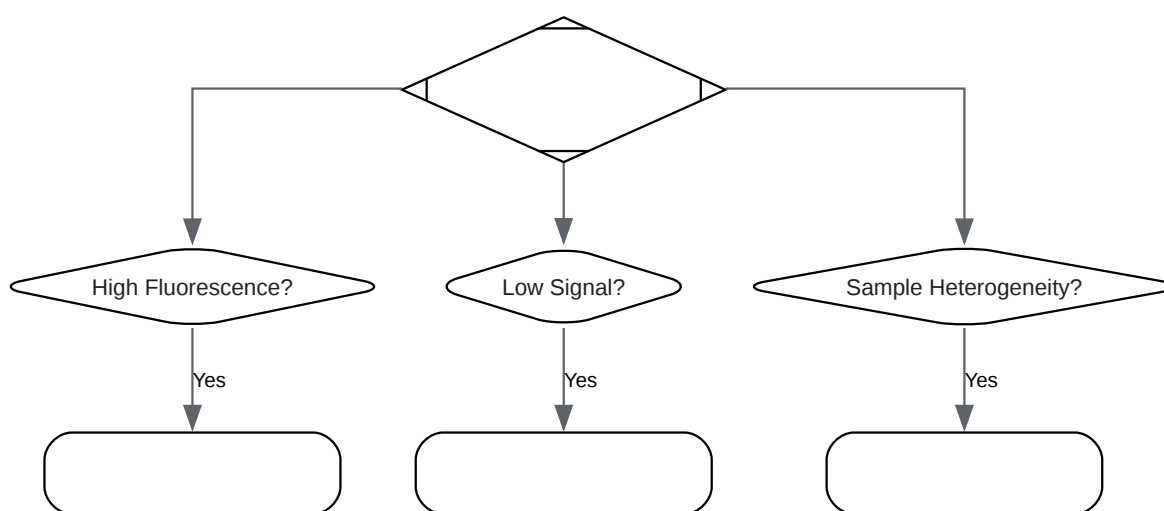 High Fluorescence?
Low Signal?
Sample Heterogeneity?
Yes
Yes
Yes